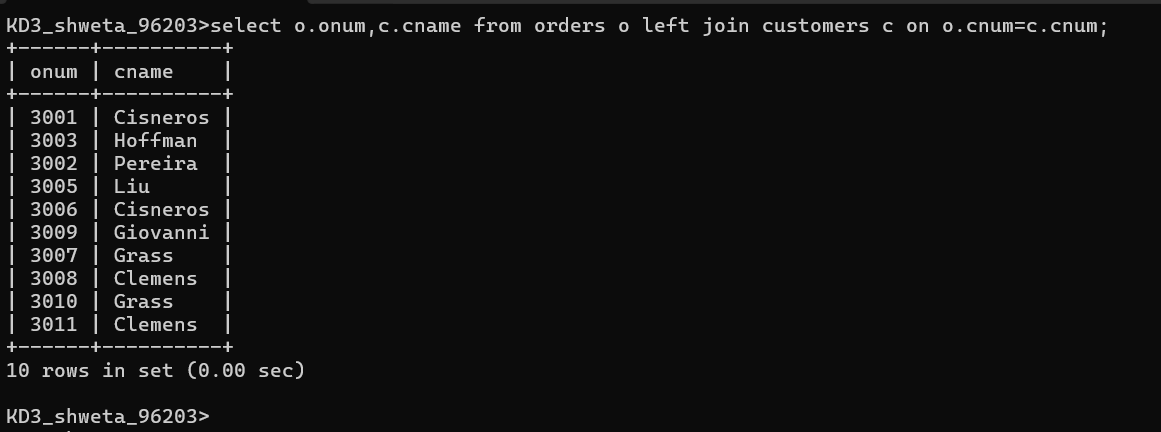 KD3_shweta_96203>select o.onum,c.cname from orders o left join customers c on o.cnum=c.cnum;
+------+----------+
| onum | cname    |
+------+----------+
| 3001 | Cisneros |
| 3003 | Hoffman  |
| 3002 | Pereira  |
| 3005 | Liu      |
| 3006 | Cisneros |
| 3009 | Giovanni |
| 3007 | Grass    |
| 3008 | Clemens  |
| 3010 | Grass    |
| 3011 | Clemens  |
+------+----------+
10 rows in set (0.00 sec)
KD3_shweta_96203>